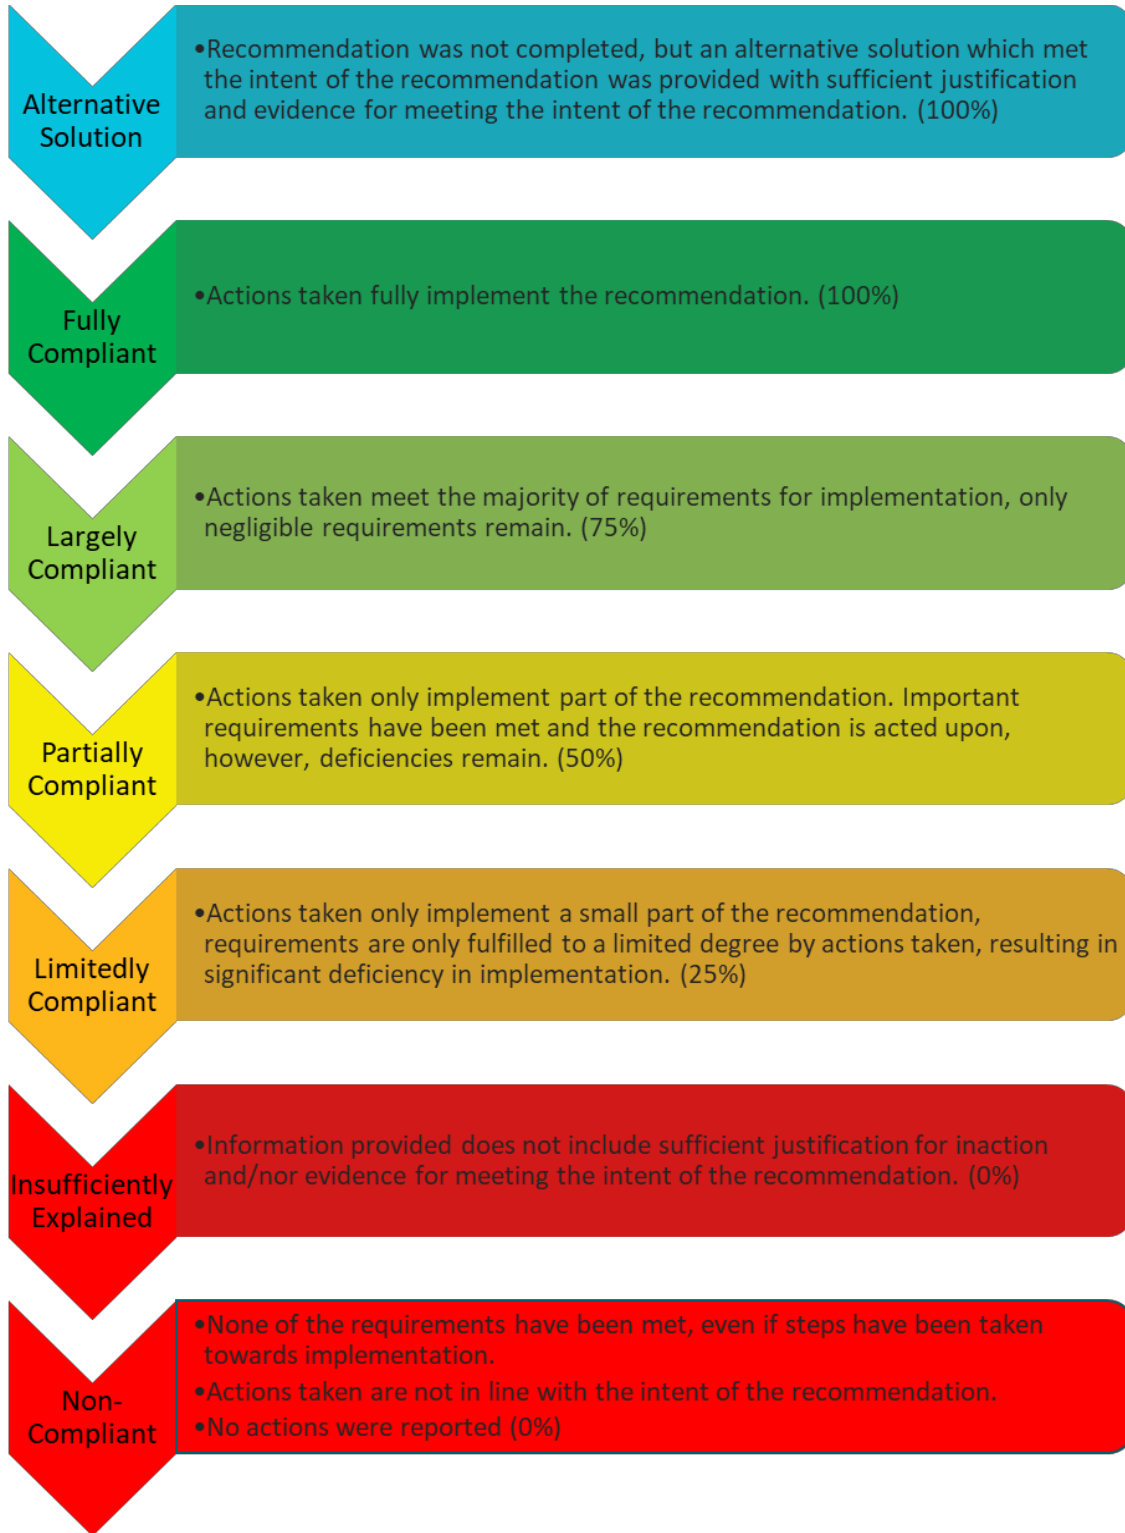 Alternative
Solution
•Recommendation was not completed, but an alternative solution which met
the intent of the recommendation was provided with sufficient justification
and evidence for meeting the intent of the recommendation. (100%)
Fully
Compliant
•Actions taken fully implement the recommendation. (100%)
Largely
Compliant
•Actions taken meet the majority of requirements for implementation, only
negligible requirements remain. (75%)
Partially
Compliant
•Actions taken only implement part of the recommendation. Important
requirements have been met and the recommendation is acted upon,
however, deficiencies remain. (50%)
Limitedly
Compliant
•Actions taken only implement a small part of the recommendation,
requirements are only fulfilled to a limited degree by actions taken, resulting in
significant deficiency in implementation. (25%)
Insufficiently
Explained
•Information provided does not include sufficient justification for inaction
and/nor evidence for meeting the intent of the recommendation. (0%)
Non-
Compliant
•None of the requirements have been met, even if steps have been taken
towards implementation.
•Actions taken are not in line with the intent of the recommendation.
•No actions were reported (0%)